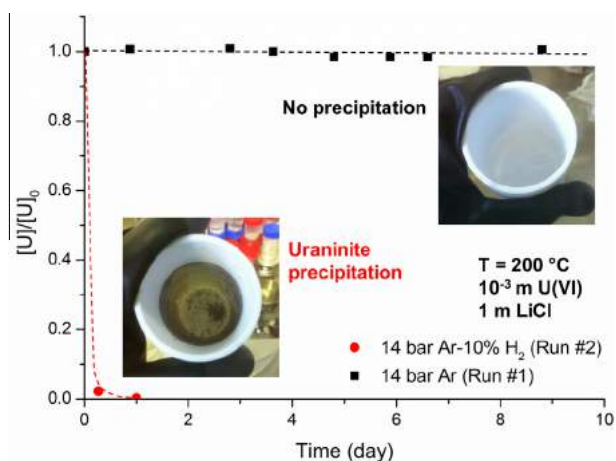 1.0
0.8
0.6
0.4
0.2
0.0
[U]/[U]₀
No precipitation
Uraninite
precipitation
T = 200 °C
10⁻³ m U(VI)
1 m LiCl
14 bar Ar-10% H₂ (Run #2)
14 bar Ar (Run #1)
0 2 4 6 8 10
Time (day)